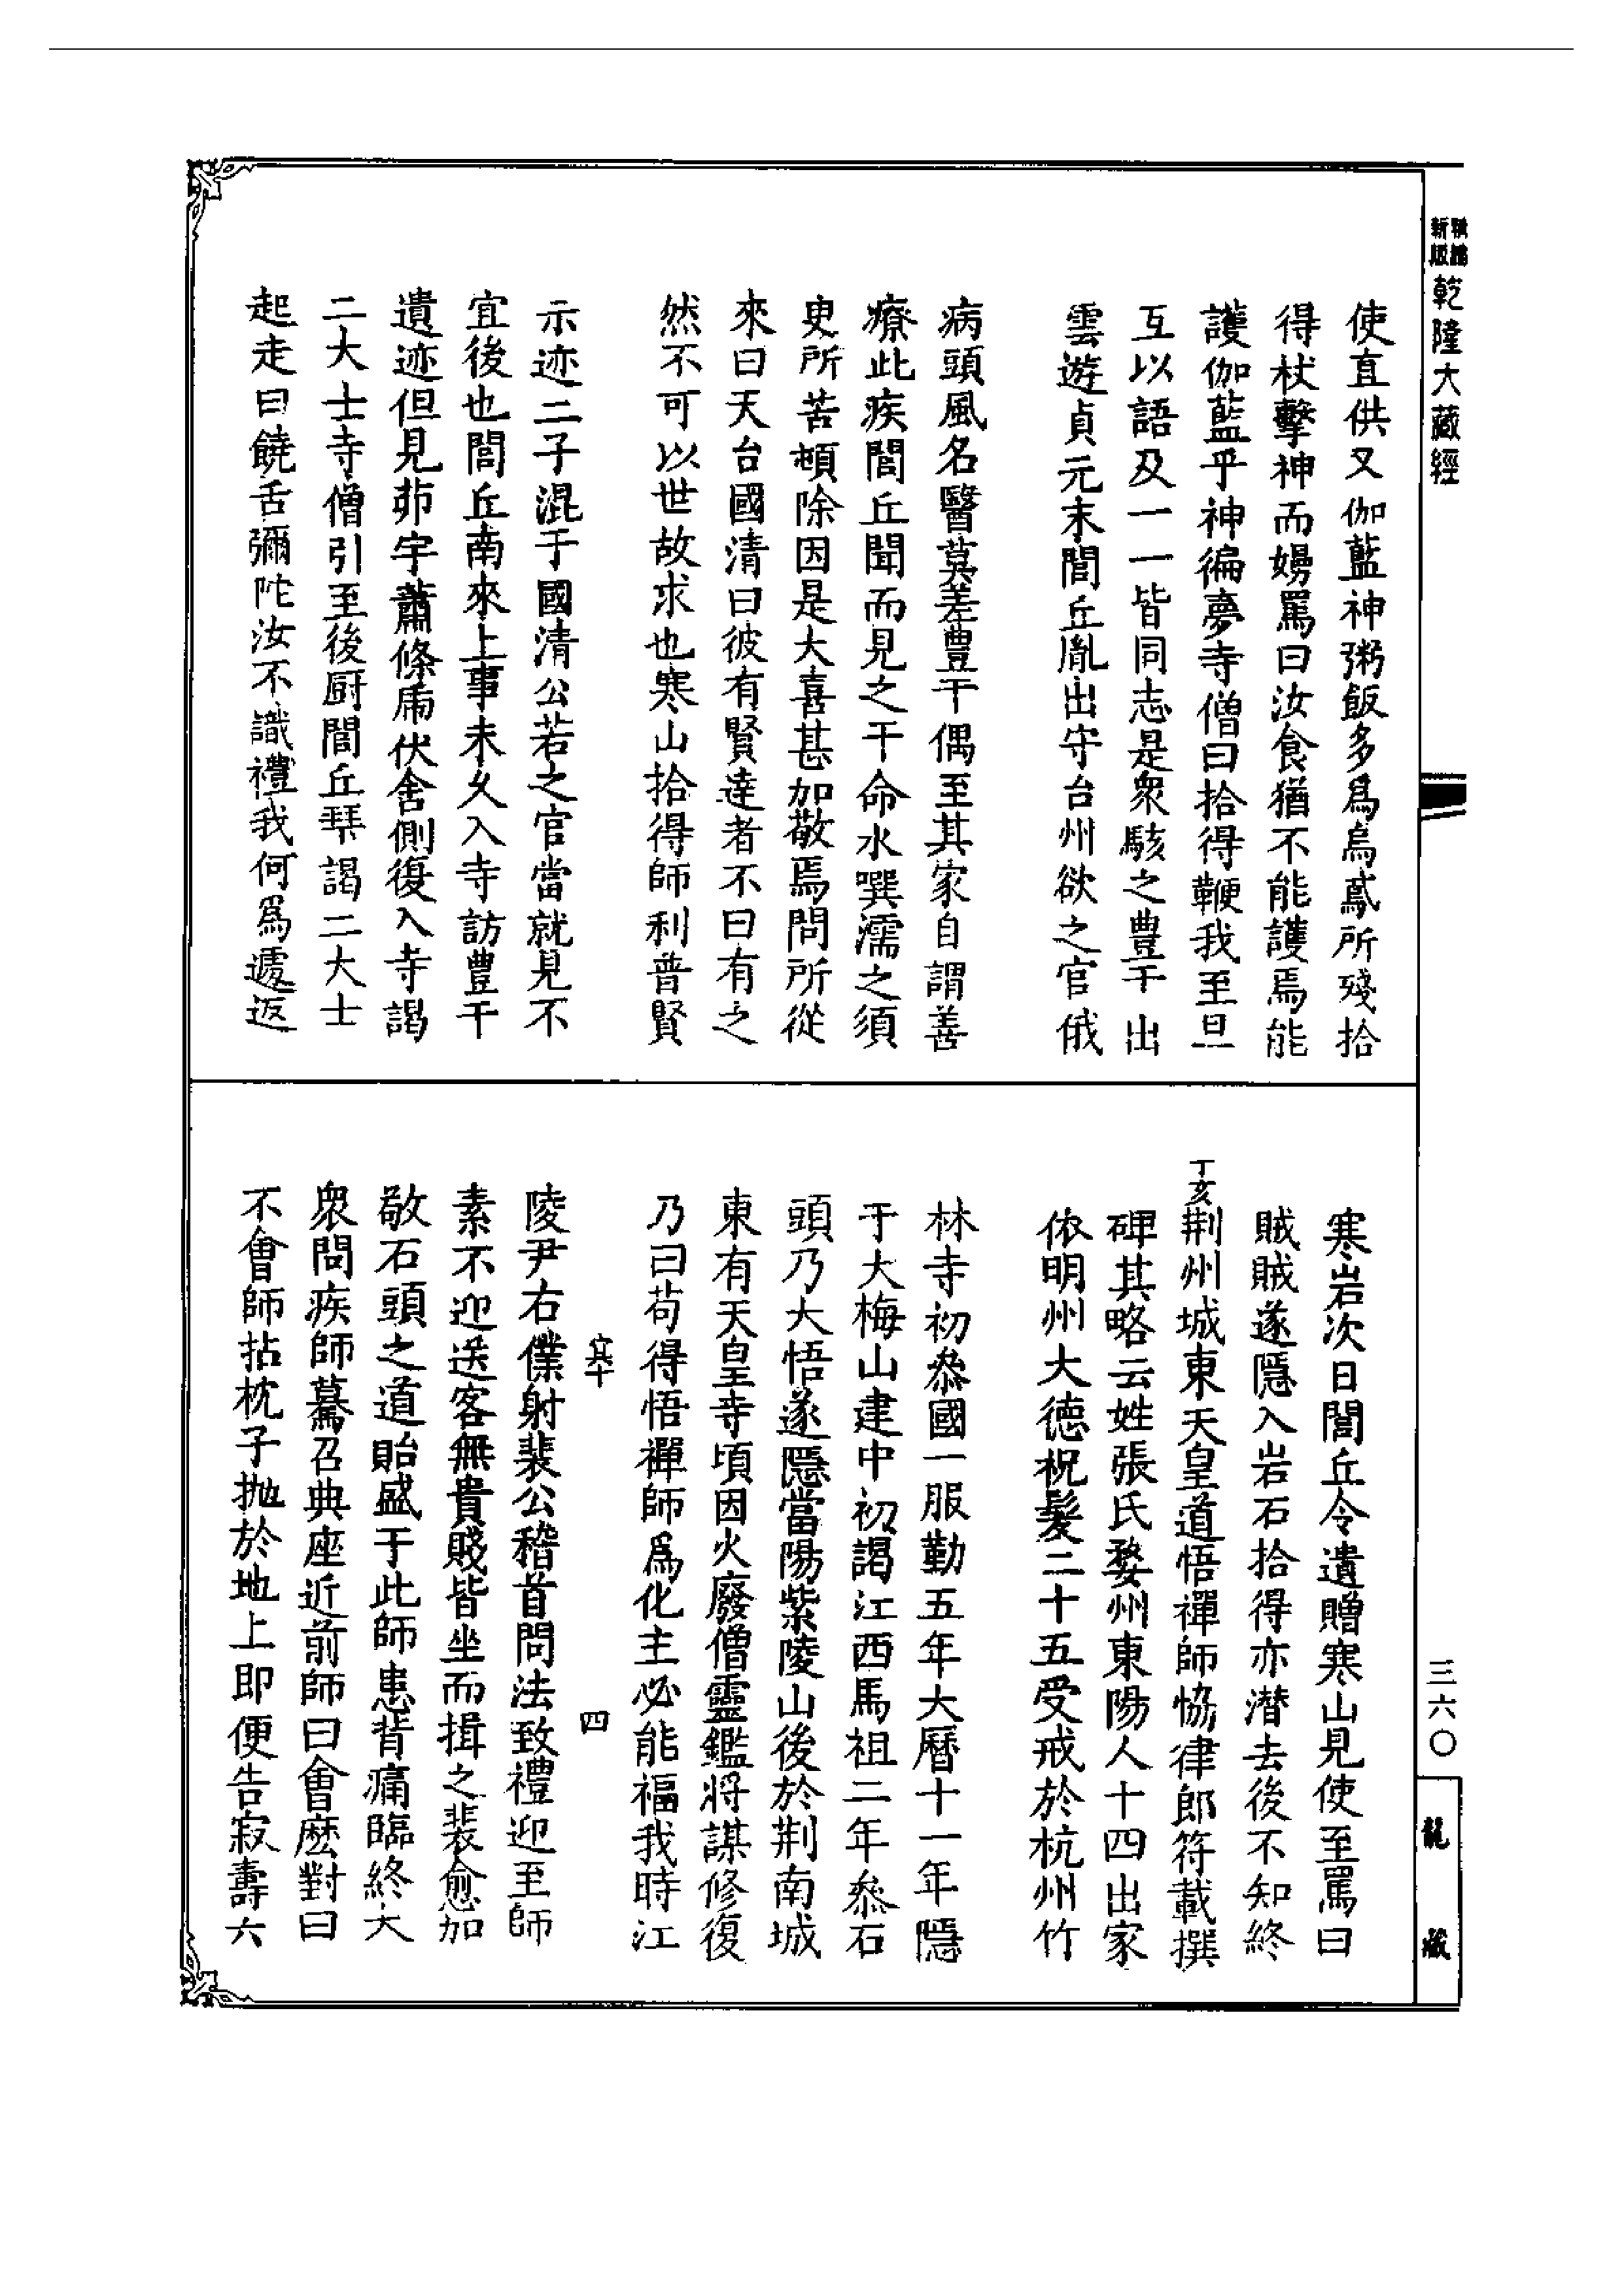 新編縮版
乾隆大藏經
使直供又伽藍神粥飯多爲烏鳶所殘拾
得杖擊神而嫚罵曰汝食猶不能護焉能
護伽藍乎神徧夢寺僧曰拾得鞭我至旦
互以語及一一皆同志是衆駭之豊干出
雲遊貞元末閭丘胤出守台州欲之官俄
病頭風名醫莫差豊干偶至其家自謂善
療此疾閭丘聞而見之干命水噀濡之須
史所苦頓除因是大喜甚加敬焉問所從
來曰天台國清曰彼有賢達者不曰有之
然不可以世故求也寒山拾得師利普賢
示迹二子混于國清公若之官當就見不
宜後也閭丘南來上事未久入寺訪豊干
遺迹但見茆宇蕭條虎伏舍側復入寺謁
二大士寺僧引至後厨閭丘拜謁二大士
起走曰饒舌彌陀汝不識禮我何爲遽返
寒岩次日閭丘令遺贈寒山見使至罵曰
賊賊遂隱入岩石拾得亦潛去後不知終
丁亥荆州城東天皇道悟禪師恊律郎符載撰
碑其略云姓張氏婺州東陽人十四出家
依明州大德祝髮二十五受戒於杭州竹
林寺初叅國一服勤五年大曆十一年隱
于大梅山建中初謁江西馬祖二年叅石
頭乃大悟遂隱當陽紫陵山後於荆南城
東有天皇寺頃因火廢僧靈鑑將謀修復
乃曰苟得悟禪師爲化主必能福我時江
四
陵尹右僕射裴公稽首問法致禮迎至師
素不迎送客無貴賤皆坐而揖之裴愈加
敬石頭之道貽盛于此師患背痛臨終大
衆問疾師驀召典座近前師曰會麽對曰
不會師拈枕子抛於地上即便告寂壽六
三六〇
龍藏